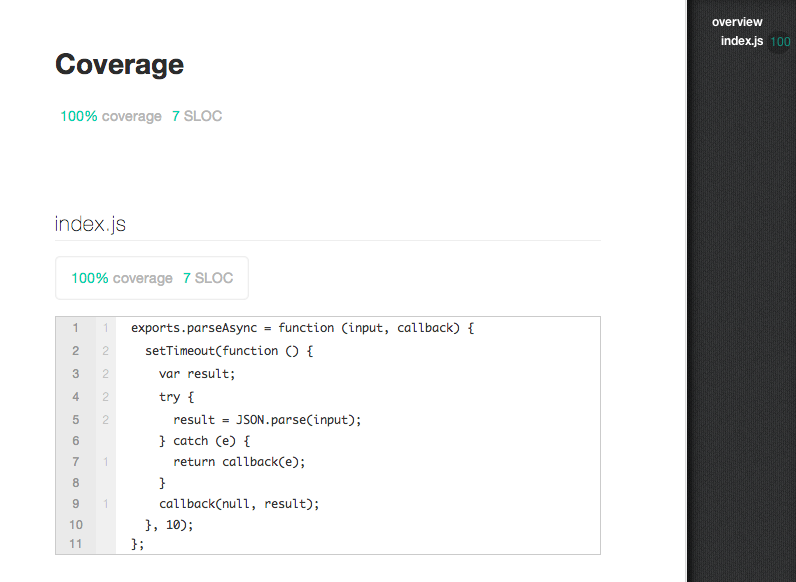 Coverage
100% coverage 7 SLOC
index.js
100% coverage 7 SLOC
1 1 exports.parseAsync = function (input, callback) {
2 2 setTimeout(function () {
3 2 var result;
4 2 try {
5 2 result = JSON.parse(input);
6 } catch (e) {
7 1 return callback(e);
8 }
9 1 callback(null, result);
10 }, 10);
11 };
overview
index.js 100